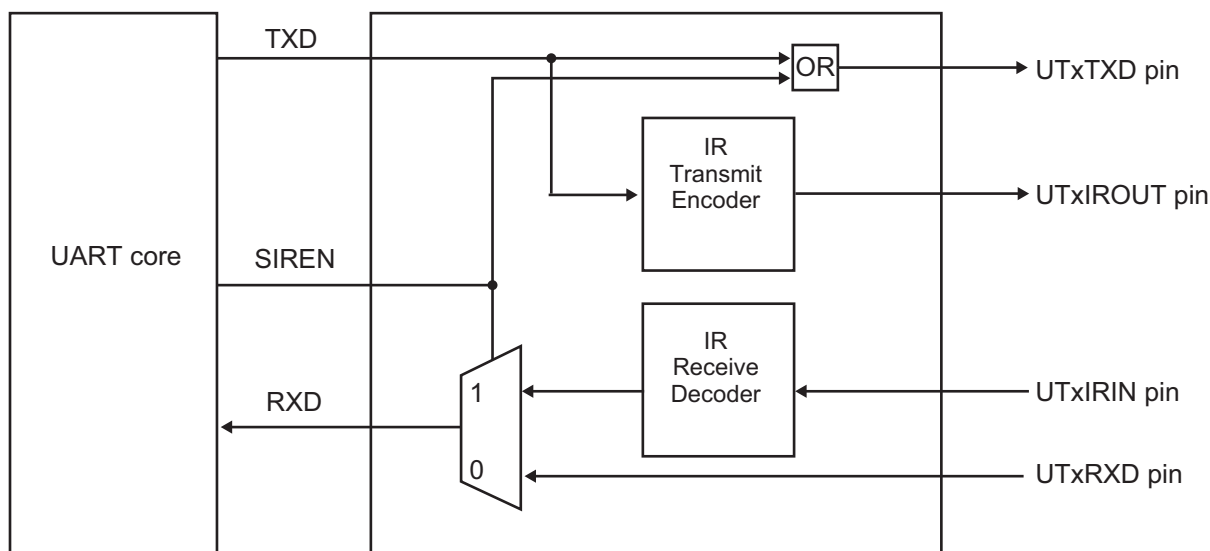 TXD
OR
UTxTXD pin
IR
Transmit
Encoder
UTxIROUT pin
UART core
SIREN
IR
Receive
Decoder
1
UTxIRIN pin
RXD
0
UTxRXD pin